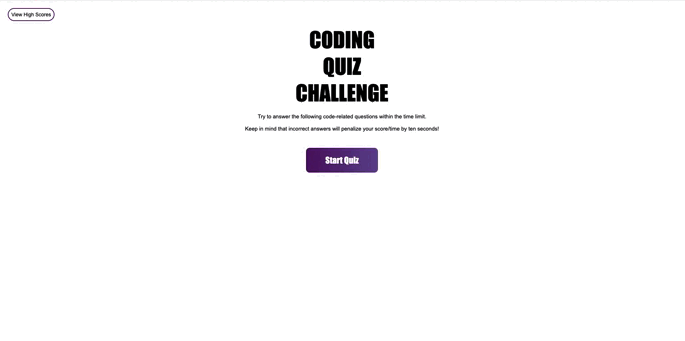 View High Scores
CODING
QUIZ
CHALLENGE
Try to answer the following code-related questions within the time limit.
Keep in mind that incorrect answers will penalize your score/time by ten seconds!
Start Quiz